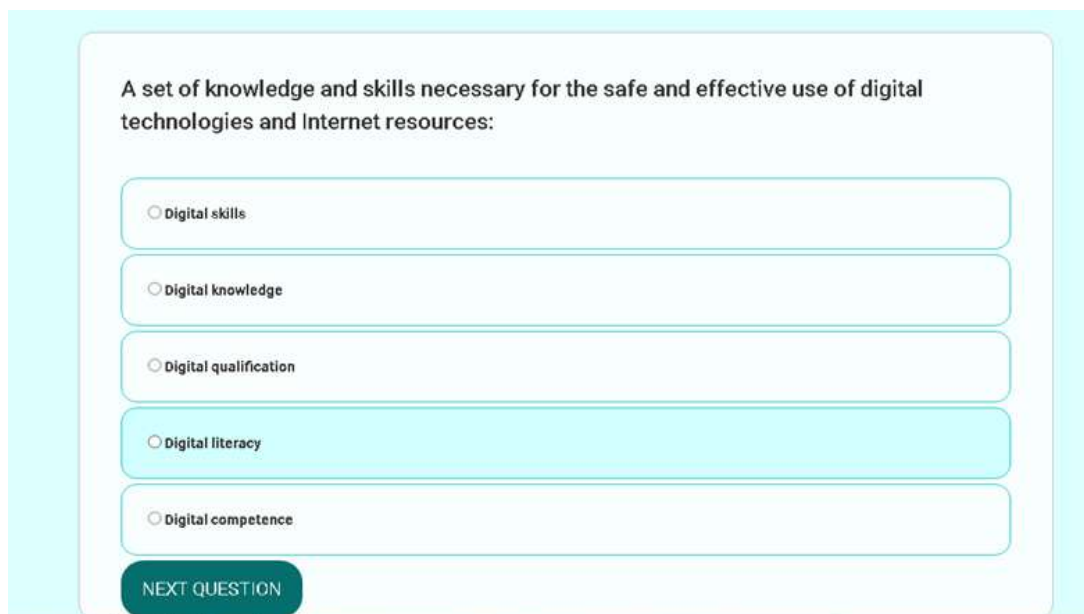 A set of knowledge and skills necessary for the safe and effective use of digital
technologies and Internet resources:
Digital skills
Digital knowledge
Digital qualification
Digital literacy
Digital competence
NEXT QUESTION